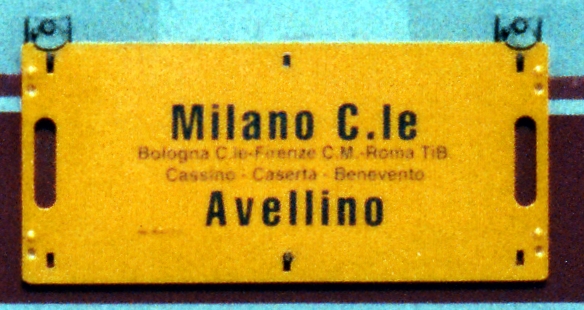 Milano C.le
Bologna C.le-Firenze C.M.-Roma TiB.
Cassino - Caserta - Benevento
Avellino